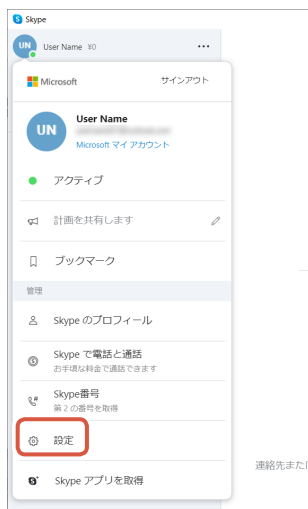 Skype
UN
User Name ¥0
Microsoft
サインアウト
UN
User Name
Microsoft マイ アカウント
アクティブ
計画を共有します
ブックマーク
管理
Skype のプロフィール
Skype で電話と通話
お手頃な料金で通話できます
Skype番号
第 2 の番号を取得
設定
Skype アプリを取得
連絡先また